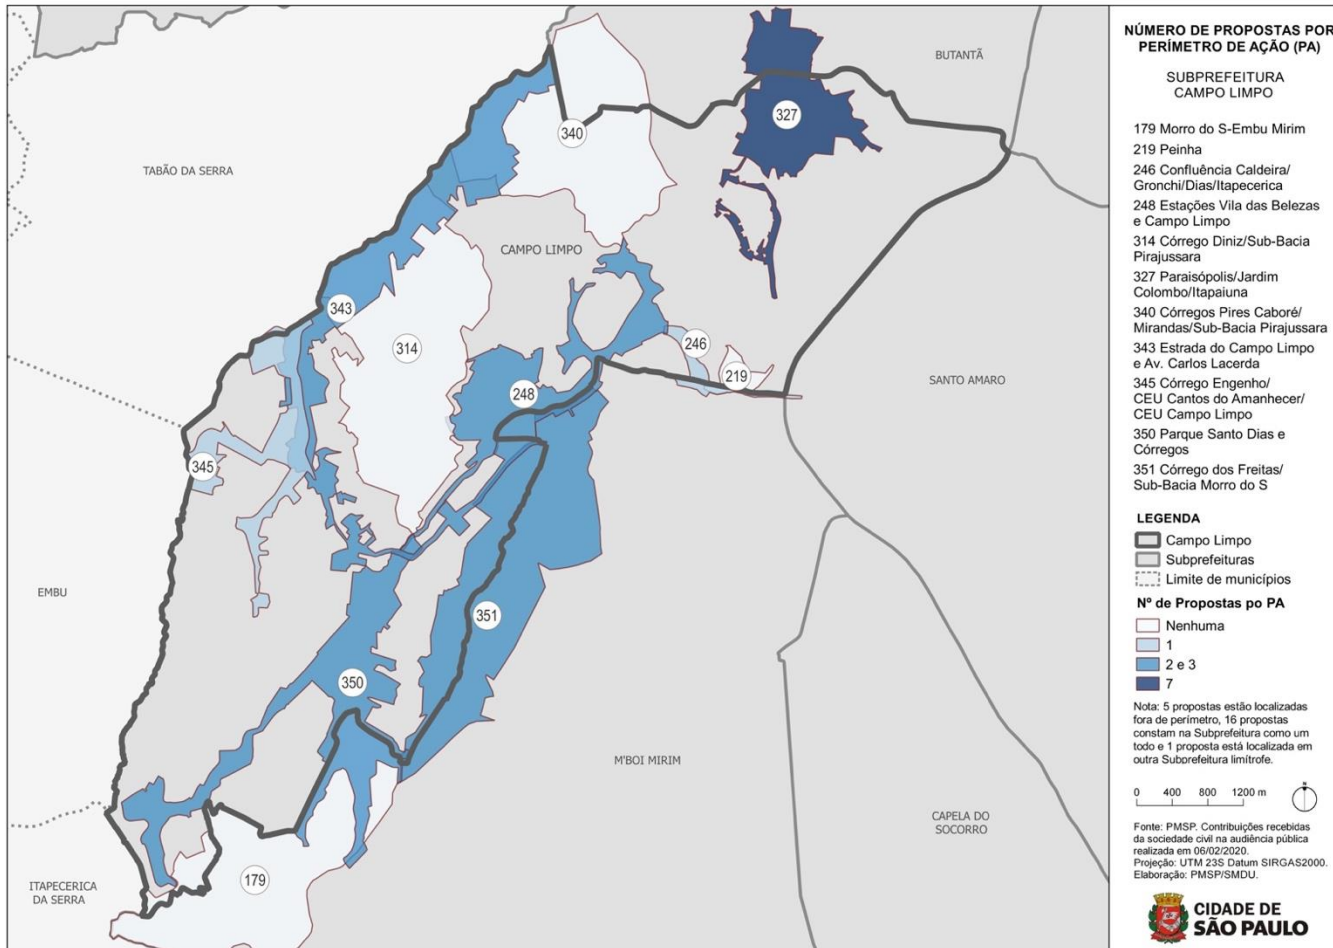 NÚMERO DE PROPOSTAS POR
PERÍMETRO DE AÇÃO (PA)
SUBPREFEITURA
CAMPO LIMPO
179 Morro do S-Embu Mirim
219 Peinha
246 Confluência Caldeira/
Gronchi/Dias/Itapecerica
248 Estações Vila das Belezas
e Campo Limpo
314 Córrego Diniz/Sub-Bacia
Pirajussara
327 Paraisópolis/Jardim
Colombo/Itapaiuna
340 Córregos Pires Caboré/
Mirandas/Sub-Bacia Pirajussara
343 Estrada do Campo Limpo
e Av. Carlos Lacerda
345 Córrego Engenho/
CEU Cantos do Amanhecer/
CEU Campo Limpo
350 Parque Santo Dias e
Córregos
351 Córrego dos Freitas/
Sub-Bacia Morro do S
LEGENDA
Campo Limpo
Subprefeituras
Limite de municípios
Nº de Propostas po PA
Nenhuma
1
2 e 3
7
Nota: 5 propostas estão localizadas
fora de perímetro, 16 propostas
constam na Subprefeitura como um
todo e 1 proposta está localizada em
outra Subprefeitura limítrofe.
0 400 800 1200 m
N
Fonte: PMSP. Contribuições recebidas
da sociedade civil na audiência pública
realizada em 06/02/2020.
Projeção: UTM 23S Datum SIRGAS2000.
Elaboração: PMSP/SMDU.
CIDADE DE
SÃO PAULO
BUTANTÃ
327
340
TABÃO DA SERRA
CAMPO LIMPO
343
314
246
219
SANTO AMARO
248
345
EMBU
351
350
M'BOI MIRIM
CAPELA DO
SOCORRO
179
ITAPECERICA
DA SERRA